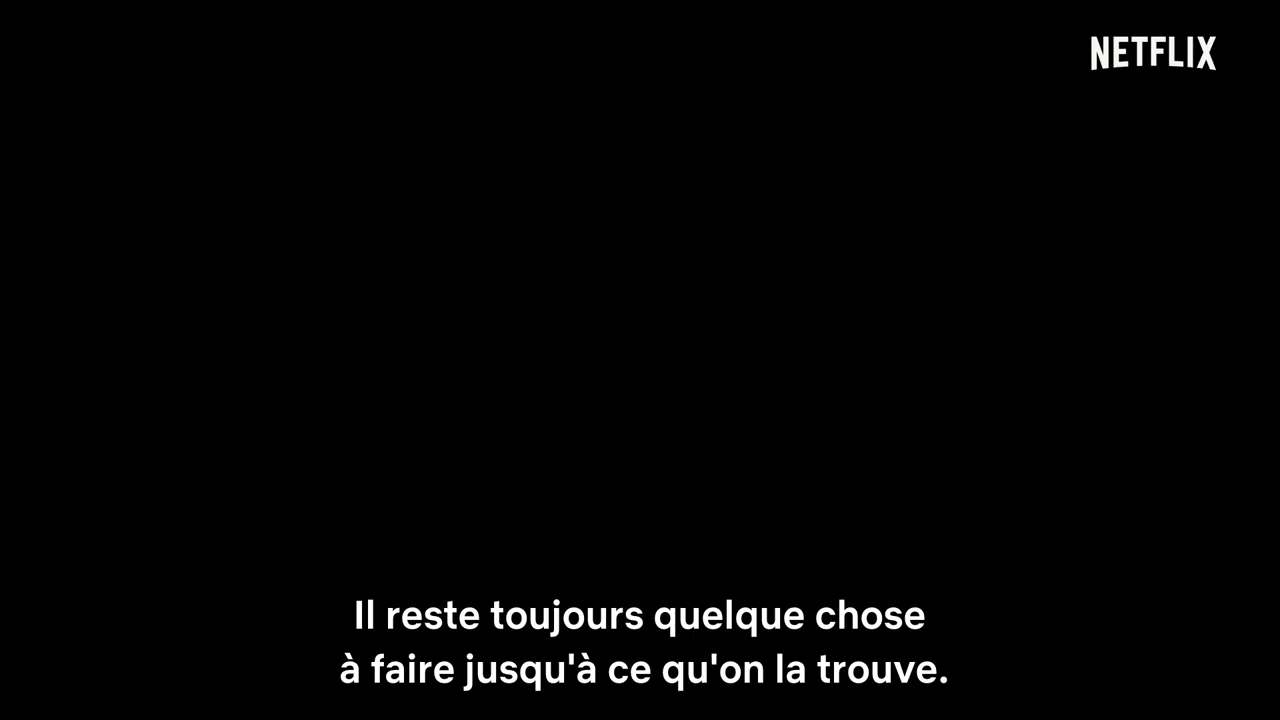 NETFLIX
Il reste toujours quelque chose
à faire jusqu'à ce qu'on la trouve.